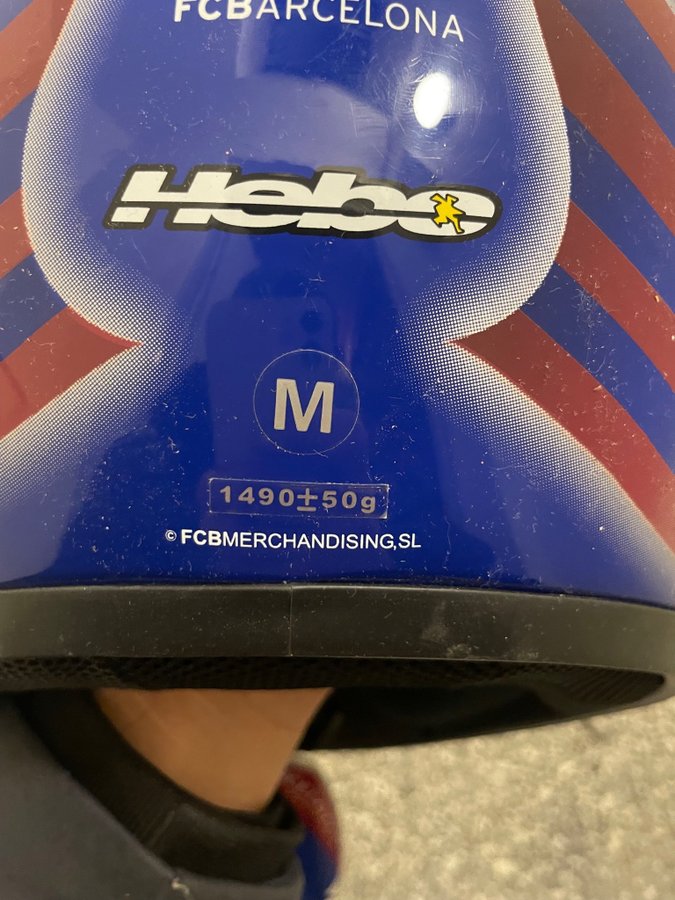 FCBARCELONA
Hebo
M
1490±50g
© FCBMERCHANDISING,SL